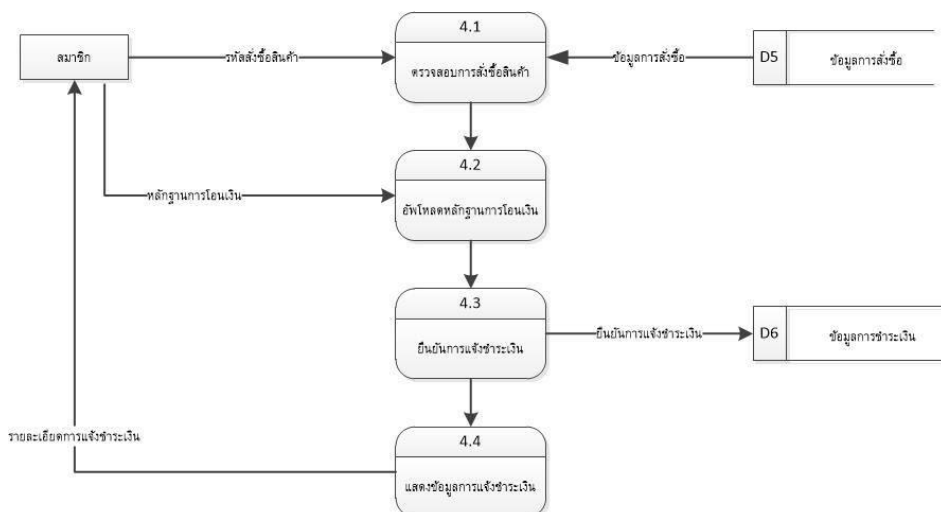 4.1
สมาชิก
รหัสสั่งซื้อสินค้า
ข้อมูลการสั่งซื้อ
D5
ข้อมูลการสั่งซื้อ
ตรวจสอบการสั่งซื้อสินค้า
4.2
หลักฐานการโอนเงิน
อัพโหลดหลักฐานการโอนเงิน
4.3
ยืนยันการแจ้งชำระเงิน
D6
ข้อมูลการชำระเงิน
ยืนยันการแจ้งชำระเงิน
รายละเอียดการแจ้งชำระเงิน
4.4
แสดงข้อมูลการแจ้งชำระเงิน